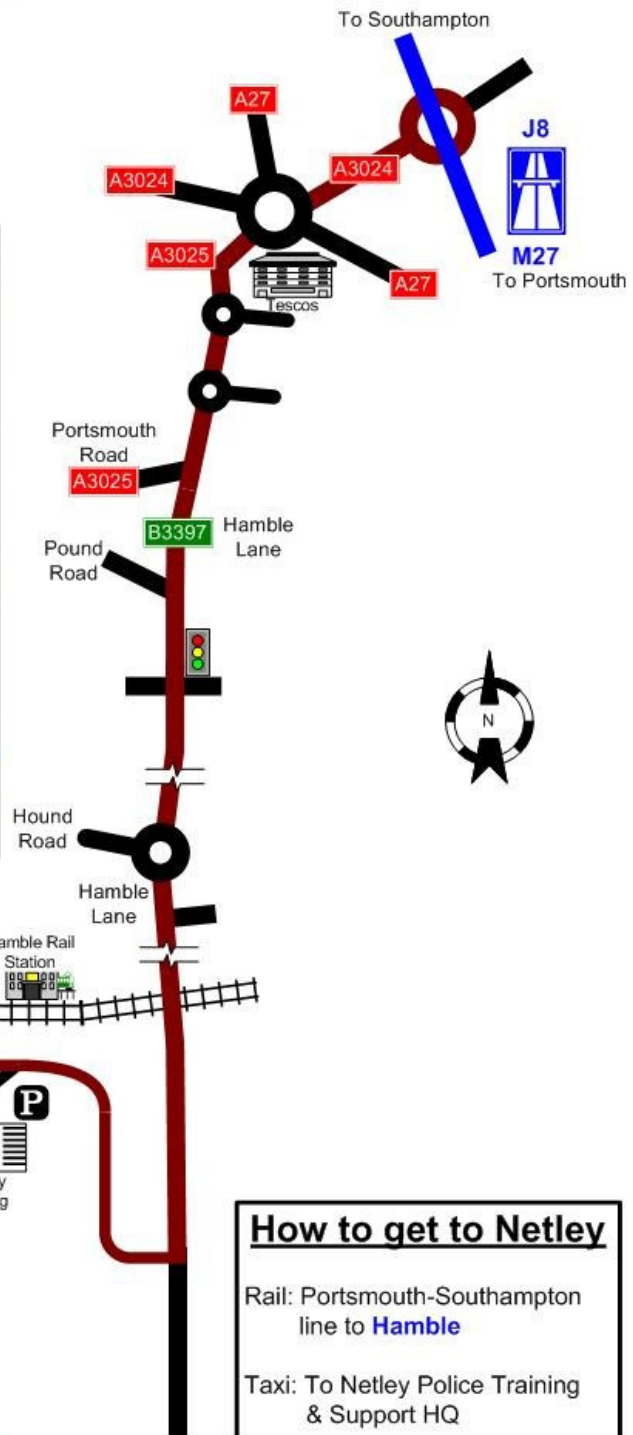 To Southampton
A27
J8
A3024
A3024
A3025
M27
A27
To Portsmouth
Tescos
Portsmouth
Road
A3025
B3397
Hamble
Lane
Pound
Road
N
Hound
Road
Hamble
Lane
amble Rail
Station
P
y
g
How to get to Netley
Rail: Portsmouth-Southampton
line to Hamble
Taxi: To Netley Police Training
& Support HQ